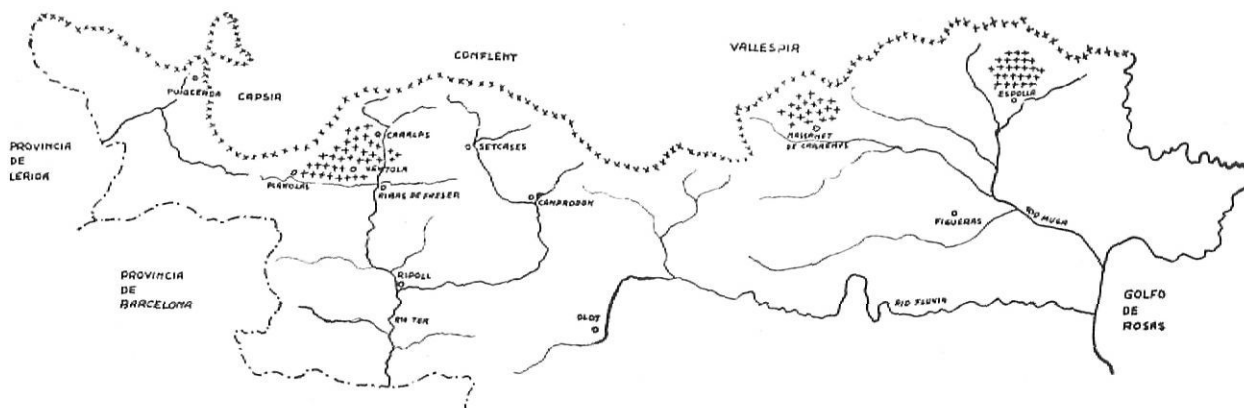 CONFLENT
VALLESPIR
PUIGCERDA
CAPSIA
ESPOLLA
MASSANET
DE CABRENYS
PROVINCIA
DE
LERIDA
CARALPS
SETCASES
VENTOLA
PLANOLAS
RIBAS DE FRESER
CAMPRODON
FIGUERAS
RIO MUGA
PROVINCIA
DE
BARCELONA
RIPOLL
RIO TER
OLOT
RIO FLUVIA
GOLFO
DE
ROSAS